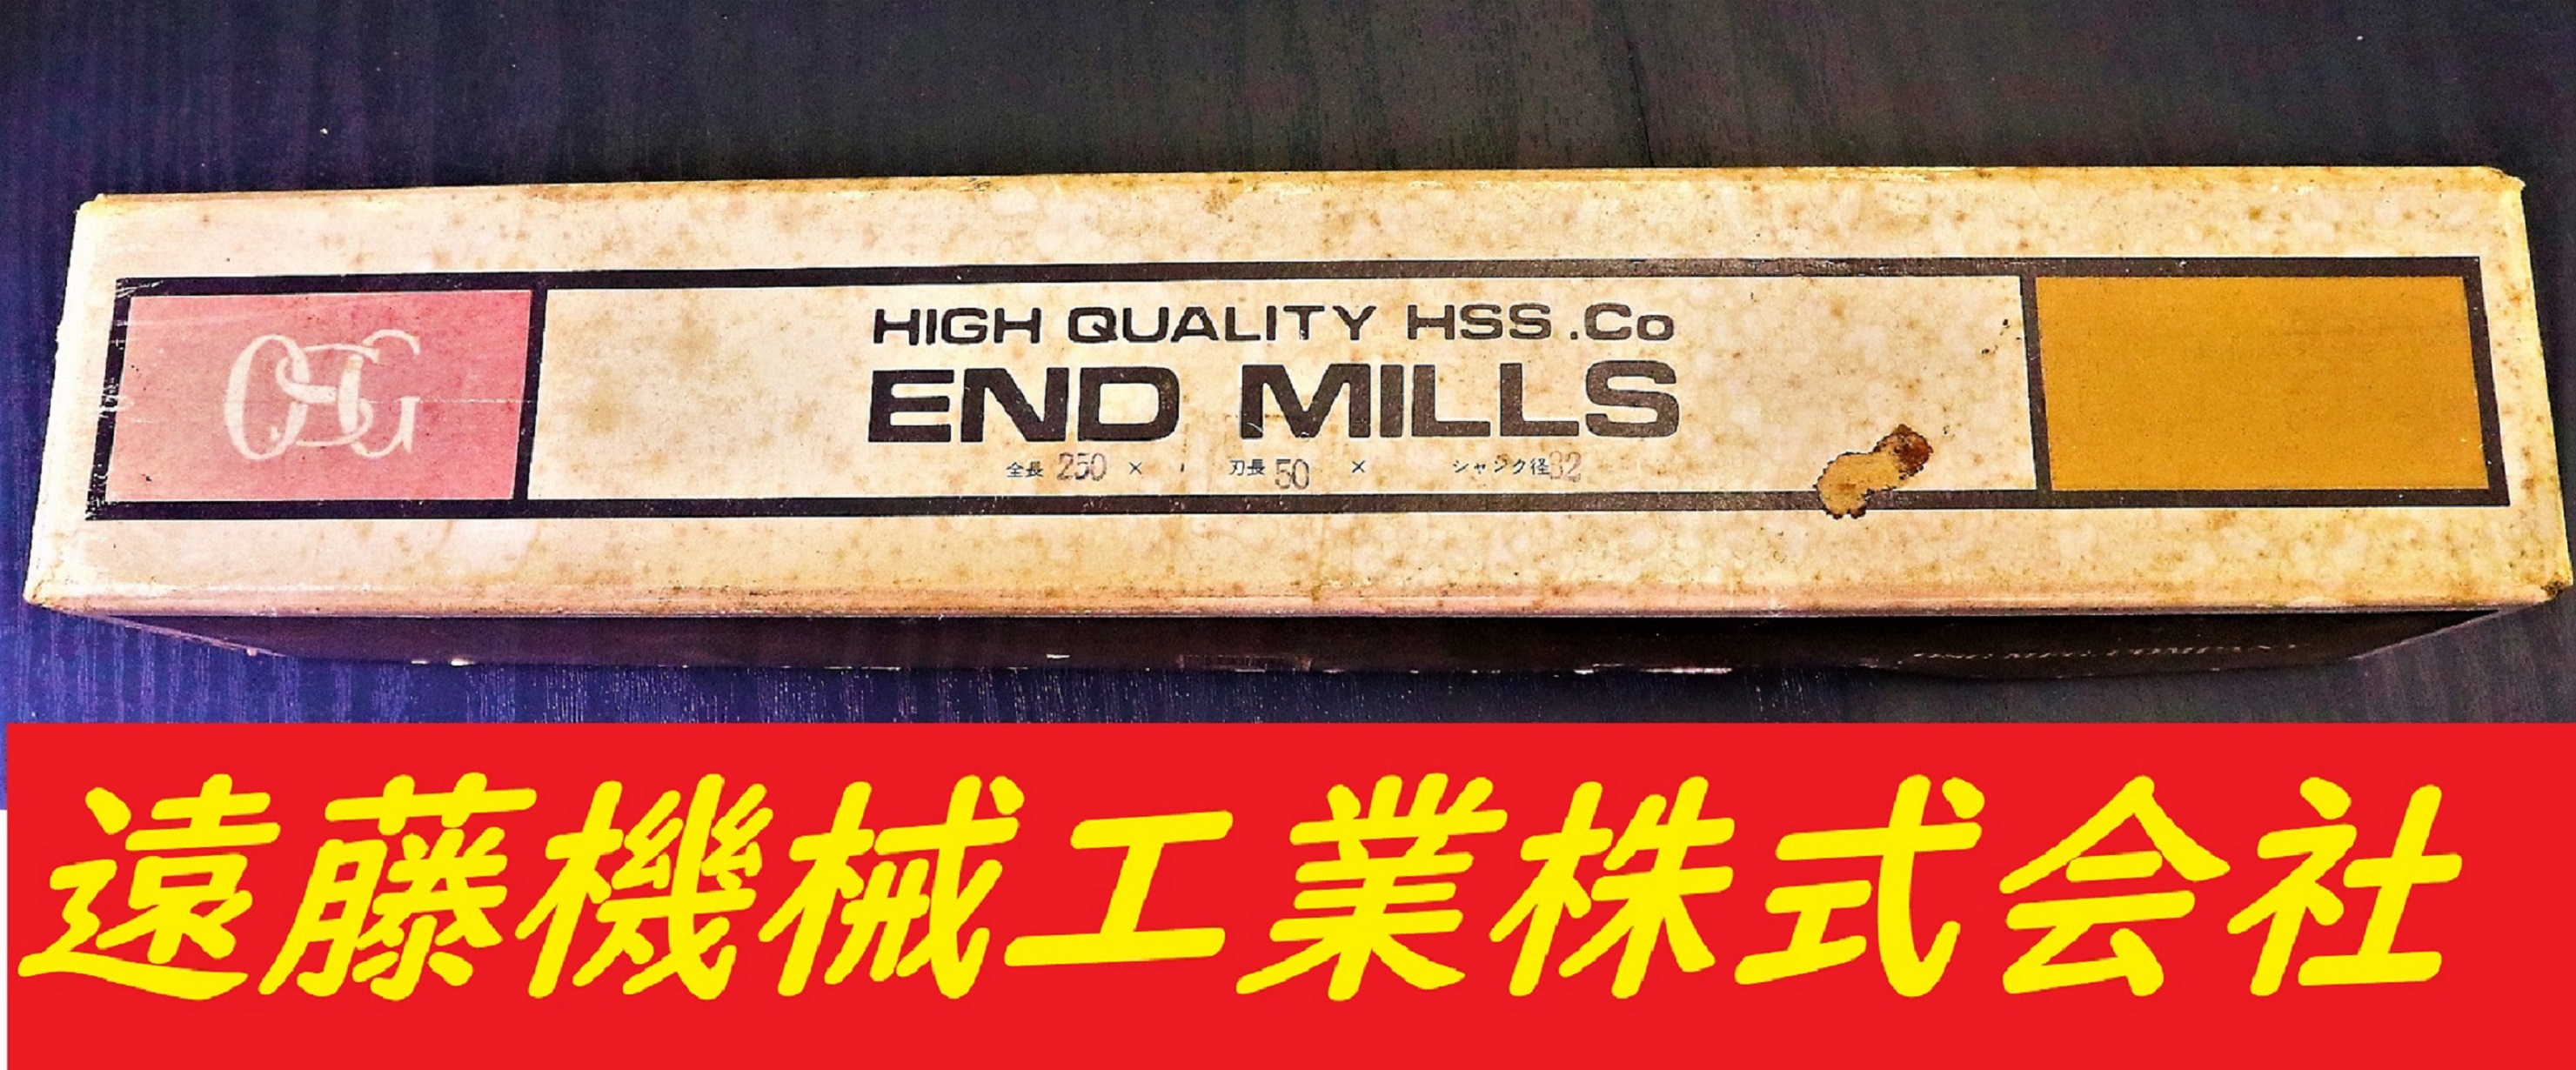 OSG
HIGH QUALITY HSS.Co
END MILLS
全長 250 × 刃長 50 × シャンク径 32
遠藤機械工業株式会社